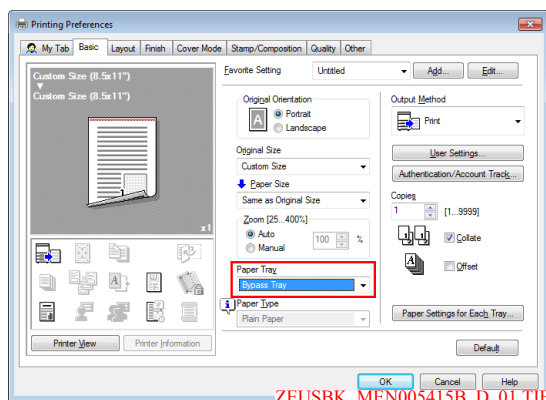 Printing Preferences
My Tab Basic Layout Finish Cover Mode Stamp/Composition Quality Other
Custom Size (8.5x11")
Custom Size (8.5x11")
1
x1
Printer View Printer Information
Favorite Setting Untitled Add... Edit...
Original Orientation
A Portrait
Landscape
Original Size
Custom Size
Paper Size
Same as Original Size
Zoom [25...400%]
Auto
Manual 100 %
Paper Tray
Bypass Tray
Paper Type
Plain Paper
Output Method
Print
User Settings...
Authentication/Account Track...
Copies
1 [1...9999]
Collate
Offset
Paper Settings for Each Tray...
Default
OK Cancel Help
ZEUSBK_MEN005415B_D_01.TIF